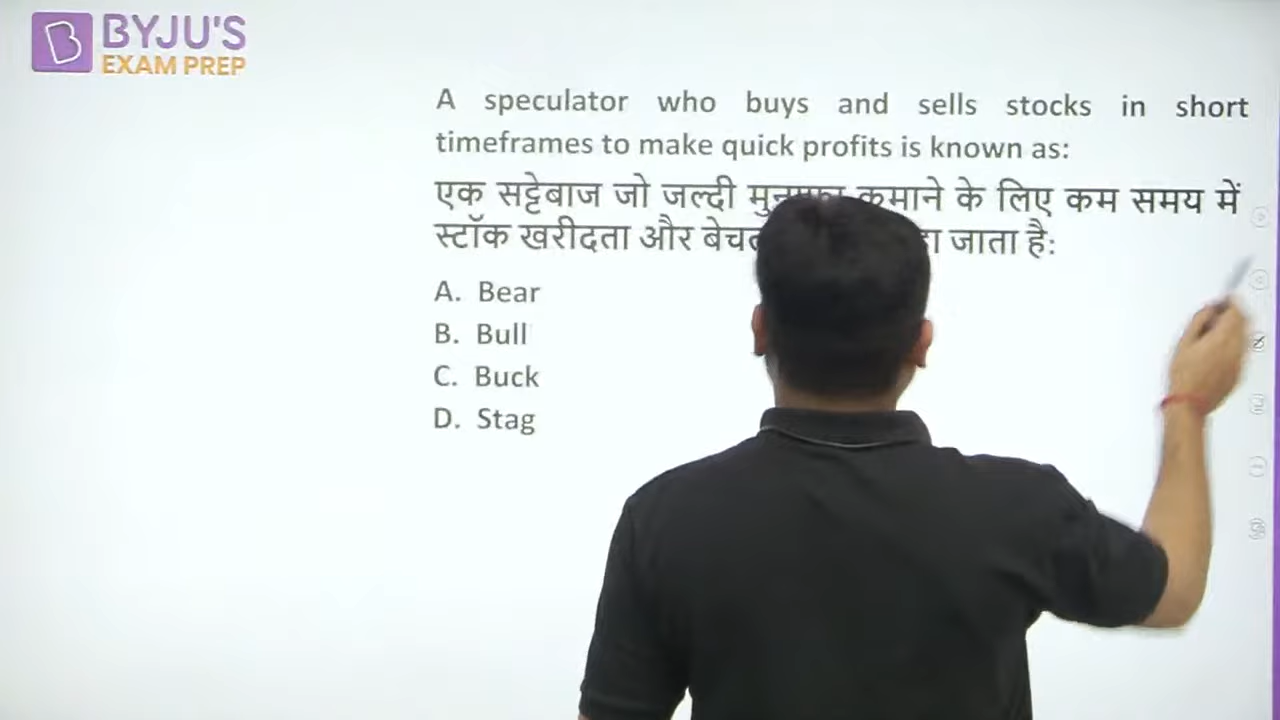 BYJU'S
EXAM PREP
A speculator who buys and sells stocks in short
timeframes to make quick profits is known as:
एक सट्टेबाज जो जल्दी कमाने के लिए कम समय में
स्टॉक खरीदता और जाता है:
A. Bear
B. Bull
C. Buck
D. Stag